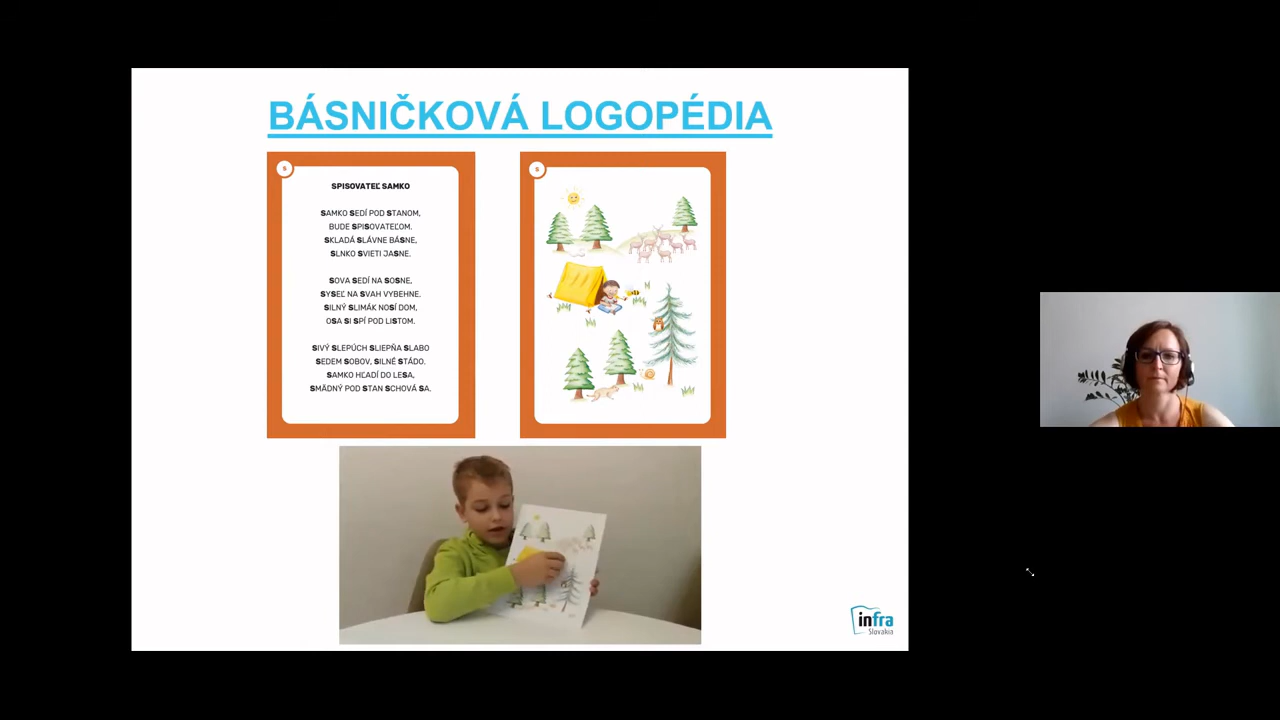 BÁSNIČKOVÁ LOGOPÉDIA
S
SPISOVATEĽ SAMKO
SAMKO SEDÍ POD STANOM,
BUDE SPISOVATEĽOM.
SKLADÁ SLÁVNE BÁSNE,
SLNKO SVIETI JASNE.
SOVA SEDÍ NA SOSNE,
SYSEĽ NA SVAH VYBEHNE.
SILNÝ SLIMÁK NOSÍ DOM,
OSA SI SPÍ POD LISTOM.
SIVÝ SLEPÚCH SLIEPŇA SLABO
SEDEM SOBOV, SILNÉ STÁDO.
SAMKO HĽADÍ DO LESA,
SMÄDNÝ POD STAN SCHOVÁ SA.
S
infra
Slovakia